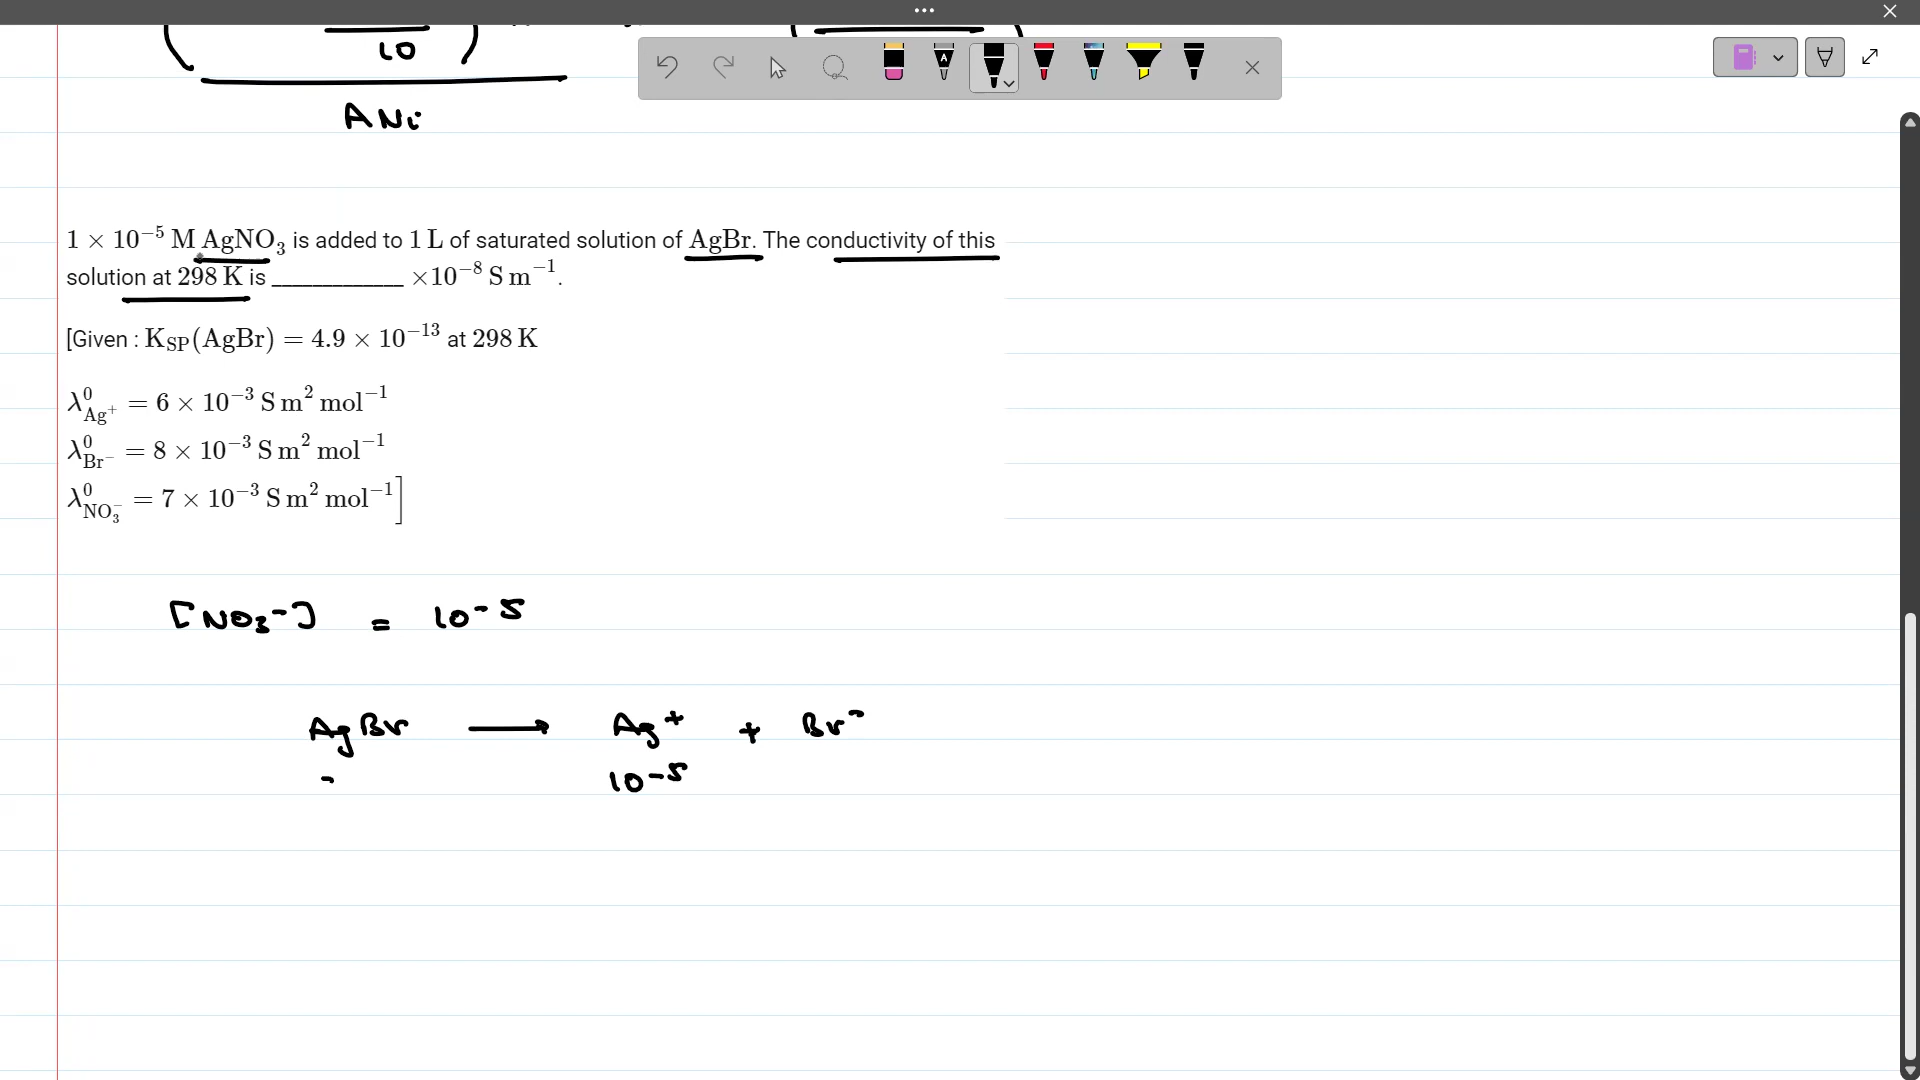 10
ANi
1 × 10⁻⁵ M AgNO₃ is added to 1 L of saturated solution of AgBr. The conductivity of this
solution at 298 K is _____________ ×10⁻⁸ S m⁻¹.
[Given : K_SP(AgBr) = 4.9 × 10⁻¹³ at 298 K
λ⁰_Ag⁺ = 6 × 10⁻³ S m² mol⁻¹
λ⁰_Br⁻ = 8 × 10⁻³ S m² mol⁻¹
λ⁰_NO₃⁻ = 7 × 10⁻³ S m² mol⁻¹]
[NO₃⁻] = 10⁻⁵
AgBr ⟶ Ag⁺ + Br⁻
- 10⁻⁵